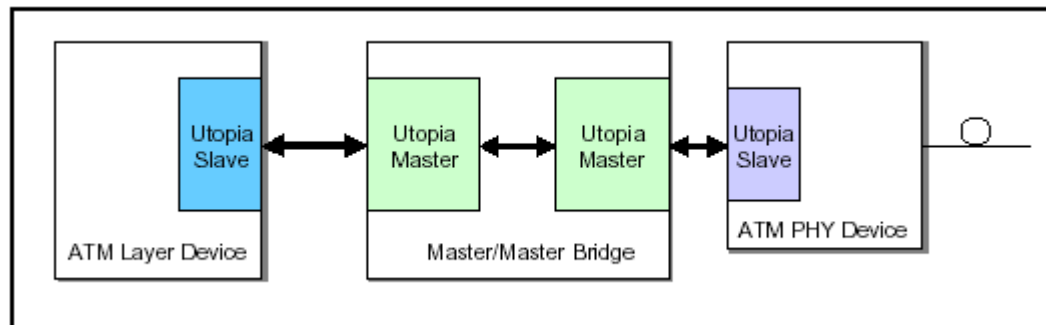 Utopia
Slave
Utopia
Master
Utopia
Master
Utopia
Slave
ATM Layer Device
Master/Master Bridge
ATM PHY Device